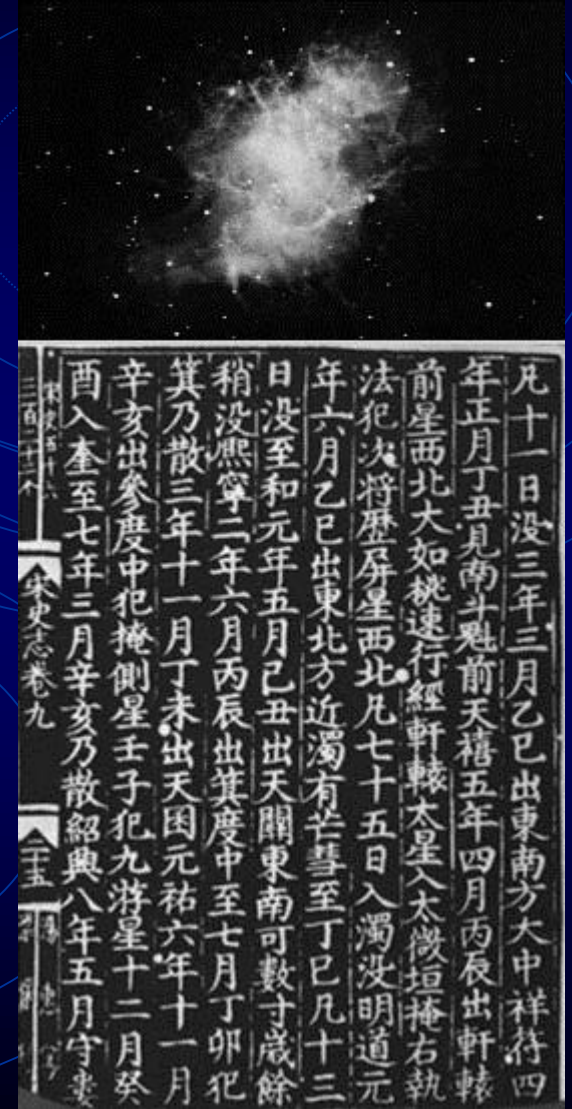 凡十一日没三年三月乙巳出東南方大中祥符四
年正月丁丑見南斗魁前天禧五年四月丙辰出軒轅
前星西北大如桃速行經軒轅太星入太微垣掩右執
法犯次將歷屏星西北凡七十五日入濁没明道元
年六月乙巳出東北方近濁有芒彗至丁巳凡十三
日没至和元年五月己丑出天關東南可數寸歲餘
稍没熈寧二年六月丙辰出箕度中至七月丁卯犯
箕乃散三年十一月丁未出天囷元祐六年十一月
辛亥出參度中犯掩側星壬子犯九游星十二月癸
酉入奎至七年三月辛亥乃散紹興八年五月守婁
宋史志卷九
二十五